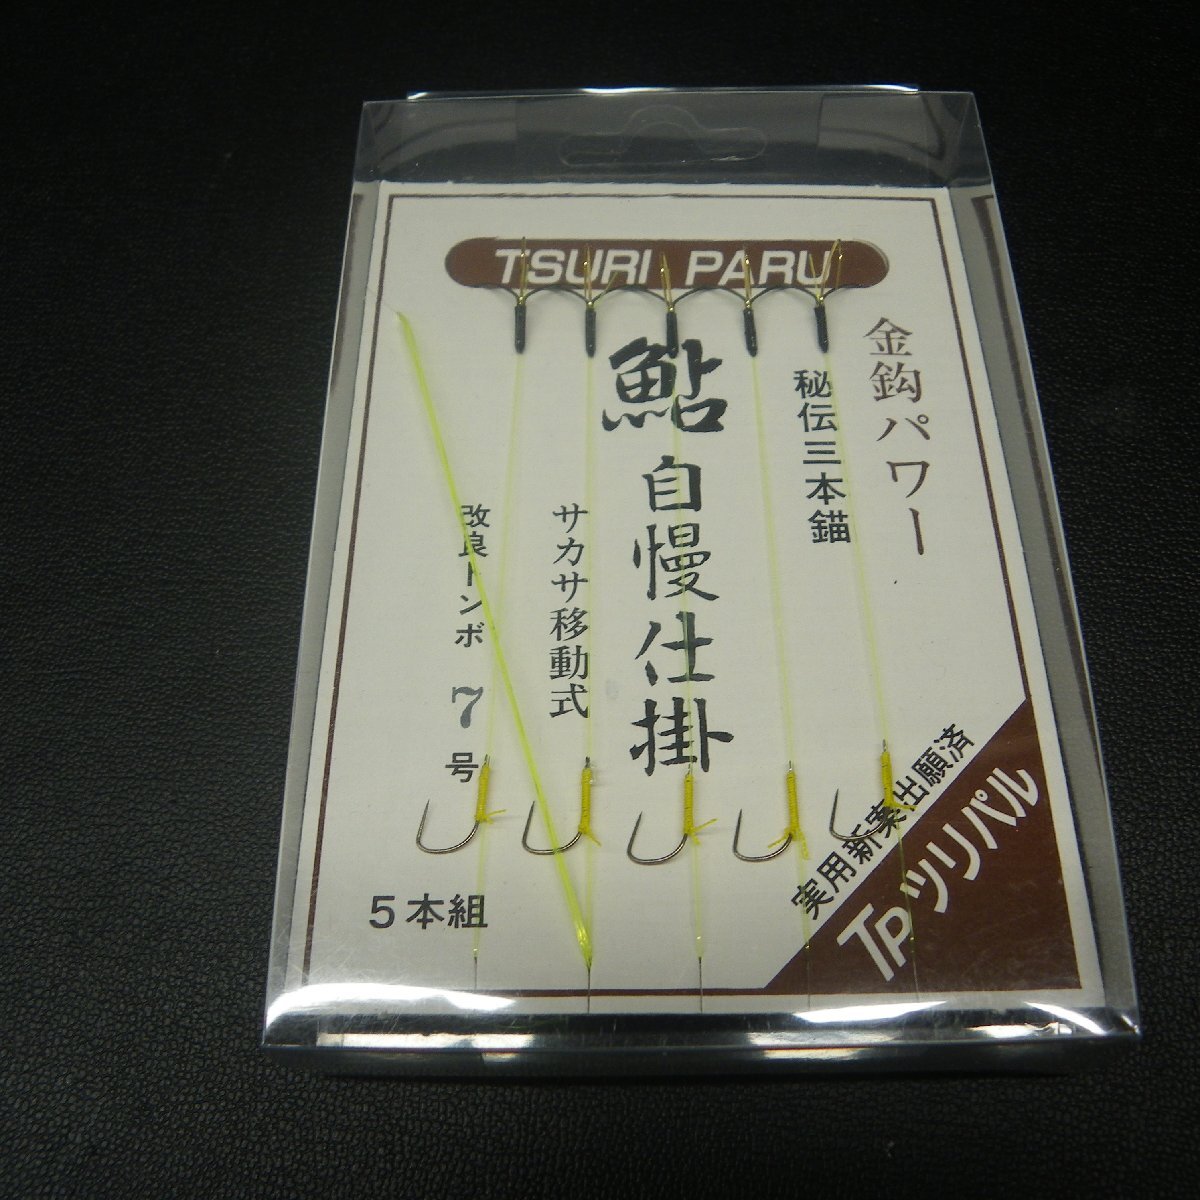 TSURI PARU
金鈎パワー
秘伝三本錨
鮎自慢仕掛
サカサ移動式
改良トンボ 7号
5本組
実用新案出願済
TPツリパル